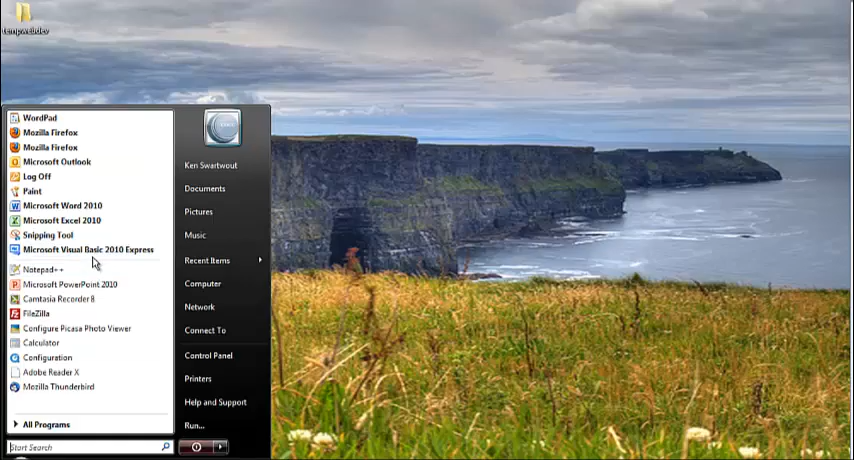 tempwebdev
WordPad
Mozilla Firefox
Mozilla Firefox
Microsoft Outlook
Log Off
Paint
Microsoft Word 2010
Microsoft Excel 2010
Snipping Tool
Microsoft Visual Basic 2010 Express
Notepad++
Microsoft PowerPoint 2010
Camtasia Recorder 8
FileZilla
Configure Picasa Photo Viewer
Calculator
Configuration
Adobe Reader X
Mozilla Thunderbird
All Programs
Start Search
Ken Swartwout
Documents
Pictures
Music
Recent Items
Computer
Network
Connect To
Control Panel
Printers
Help and Support
Run...